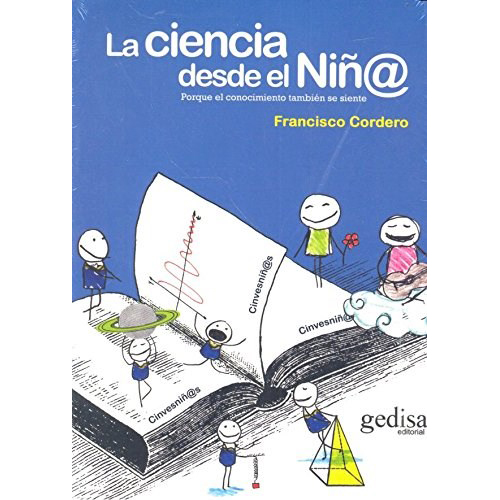 La ciencia
desde el Niñ@
Porque el conocimiento también se siente
Francisco Cordero
Cinvesniñ@s
Cinvesniñ@s
Cinvesniñ@s
gedisa
editorial